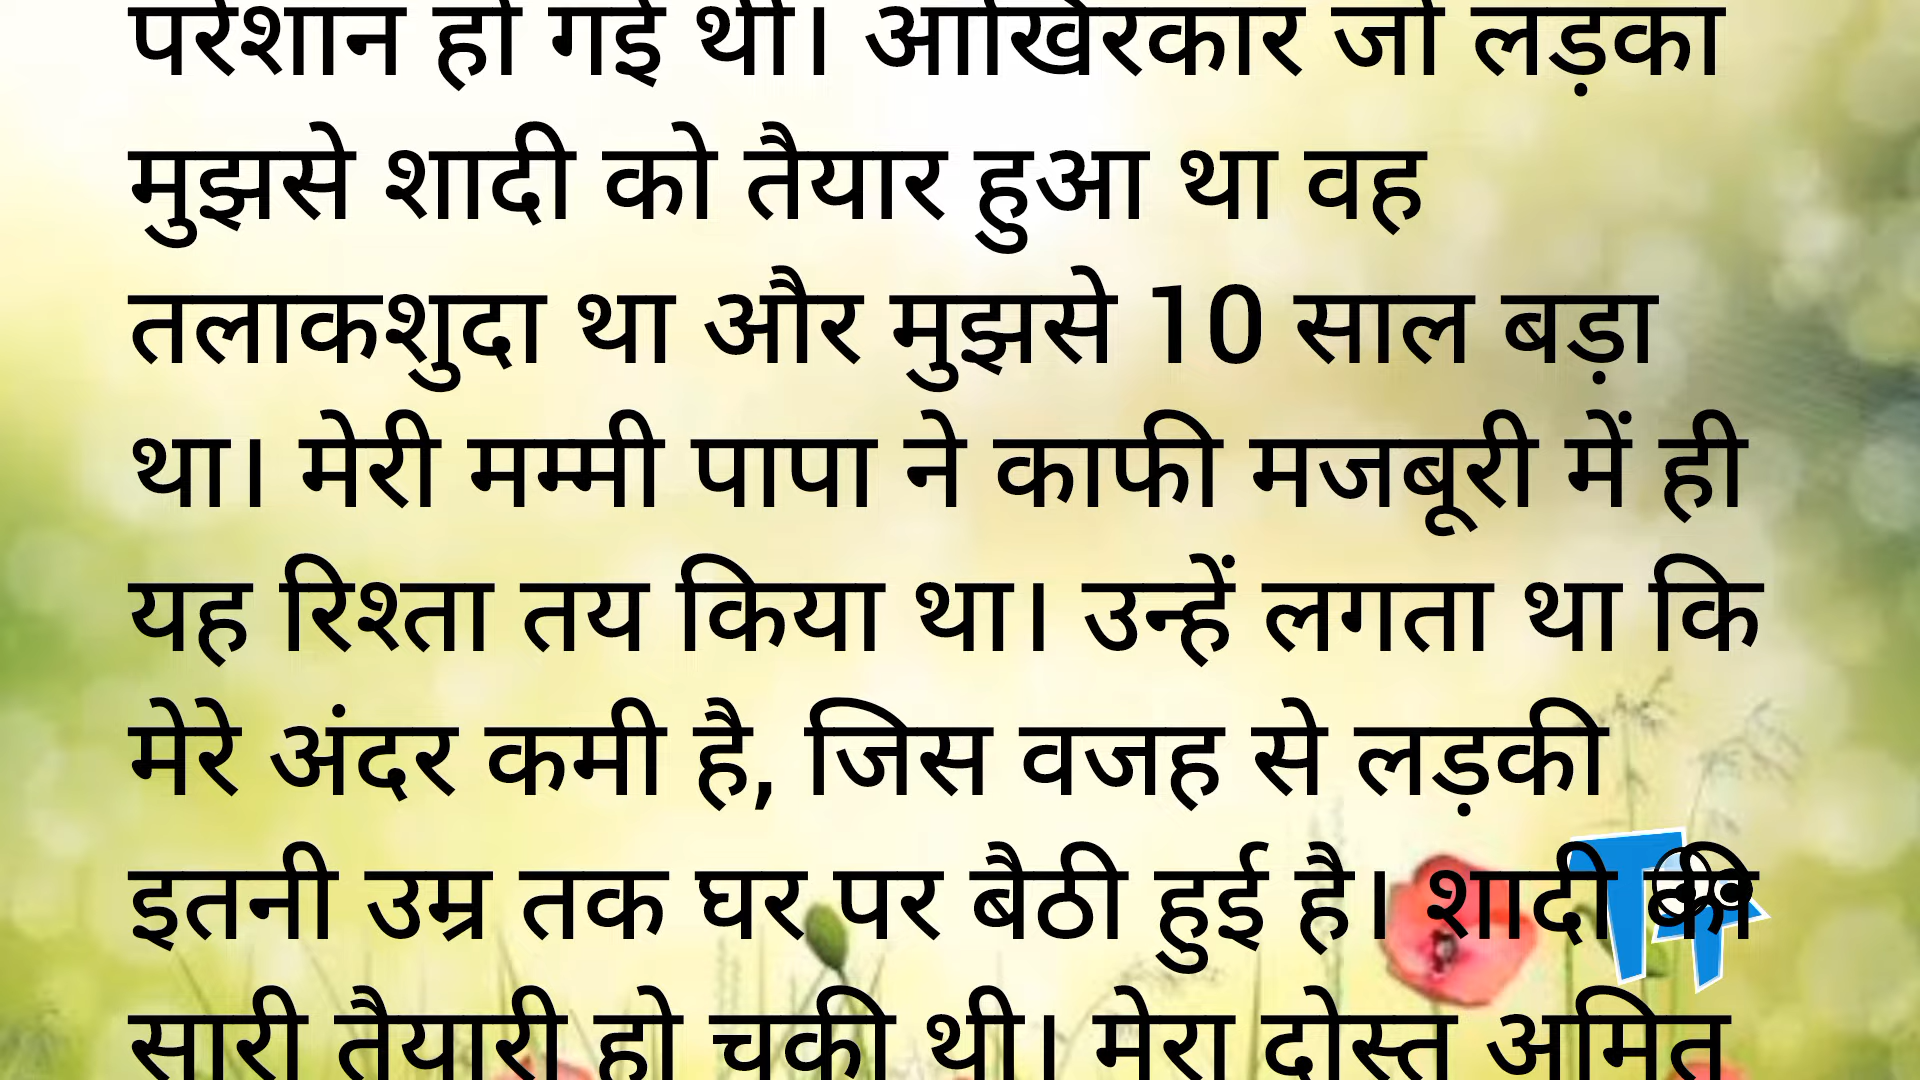 परेशान हो गई थी। आखिरकार जो लड़का
मुझसे शादी को तैयार हुआ था वह
तलाकशुदा था और मुझसे 10 साल बड़ा
था। मेरी मम्मी पापा ने काफी मजबूरी में ही
यह रिश्ता तय किया था। उन्हें लगता था कि
मेरे अंदर कमी है, जिस वजह से लड़की
इतनी उम्र तक घर पर बैठी हुई है। शादी की
सारी तैयारी हो चुकी थी। मेरा दोस्त अमित